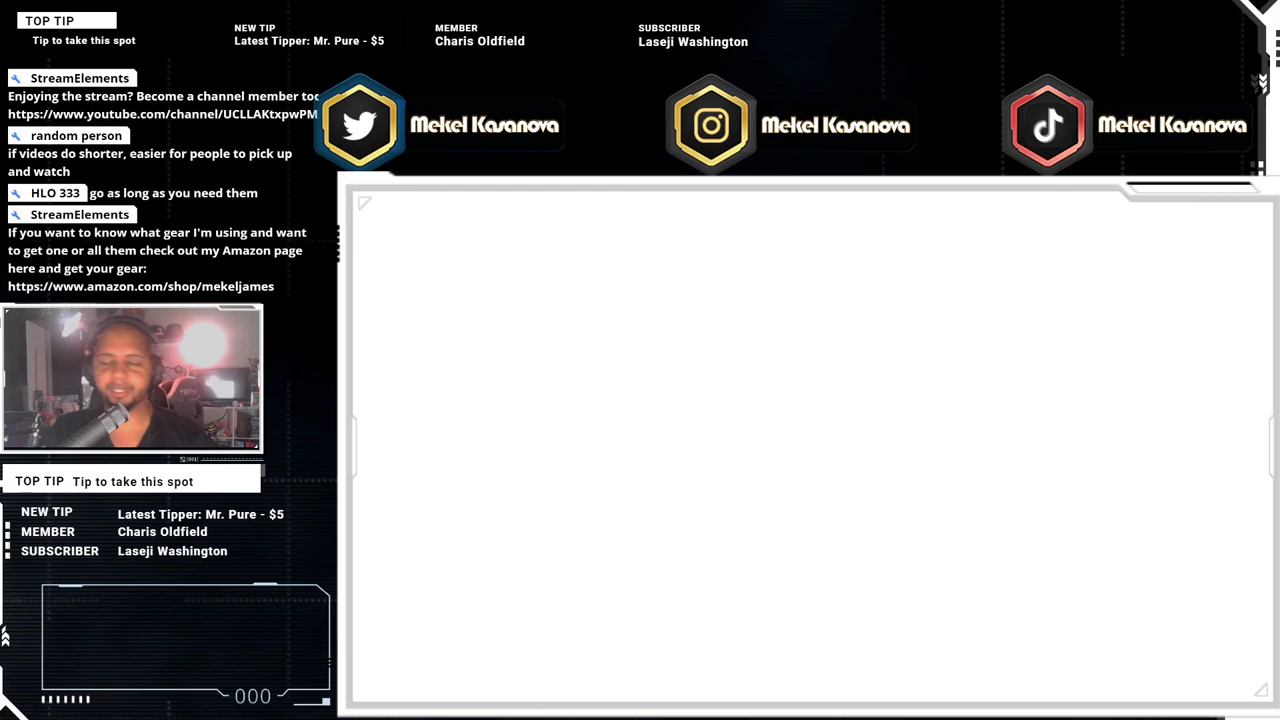 TOP TIP
Tip to take this spot
NEW TIP
Latest Tipper: Mr. Pure - $5
MEMBER
Charis Oldfield
SUBSCRIBER
Laseji Washington
StreamElements
Enjoying the stream? Become a channel member too
https://www.youtube.com/channel/UCLLAKtxpwPM
random person
if videos do shorter, easier for people to pick up
and watch
HLO 333 go as long as you need them
StreamElements
If you want to know what gear I'm using and want
to get one or all them check out my Amazon page
here and get your gear:
https://www.amazon.com/shop/mekeljames
Mekel Kasanova
Mekel Kasanova
Mekel Kasanova
TOP TIP Tip to take this spot
NEW TIP Latest Tipper: Mr. Pure - $5
MEMBER Charis Oldfield
SUBSCRIBER Laseji Washington
000